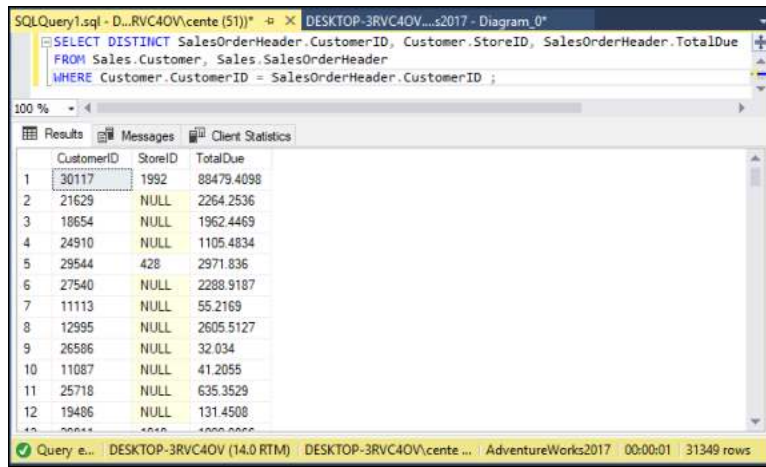 SQLQuery1.sql - D...RVC4OV\cente (51))* DESKTOP-3RVC4OV....s2017 - Diagram_0*
SELECT DISTINCT SalesOrderHeader.CustomerID, Customer.StoreID, SalesOrderHeader.TotalDue
FROM Sales.Customer, Sales.SalesOrderHeader
WHERE Customer.CustomerID = SalesOrderHeader.CustomerID ;
100 %
Results Messages Client Statistics
CustomerID StoreID TotalDue
1 30117 1992 88479.4098
2 21629 NULL 2264.2536
3 18654 NULL 1962.4469
4 24910 NULL 1105.4834
5 29544 428 2971.836
6 27540 NULL 2288.9187
7 11113 NULL 55.2169
8 12995 NULL 2605.5127
9 26586 NULL 32.034
10 11087 NULL 41.2055
11 25718 NULL 635.3529
12 19486 NULL 131.4508
Query e... DESKTOP-3RVC4OV (14.0 RTM) DESKTOP-3RVC4OV\cente ... AdventureWorks2017 00:00:01 31349 rows